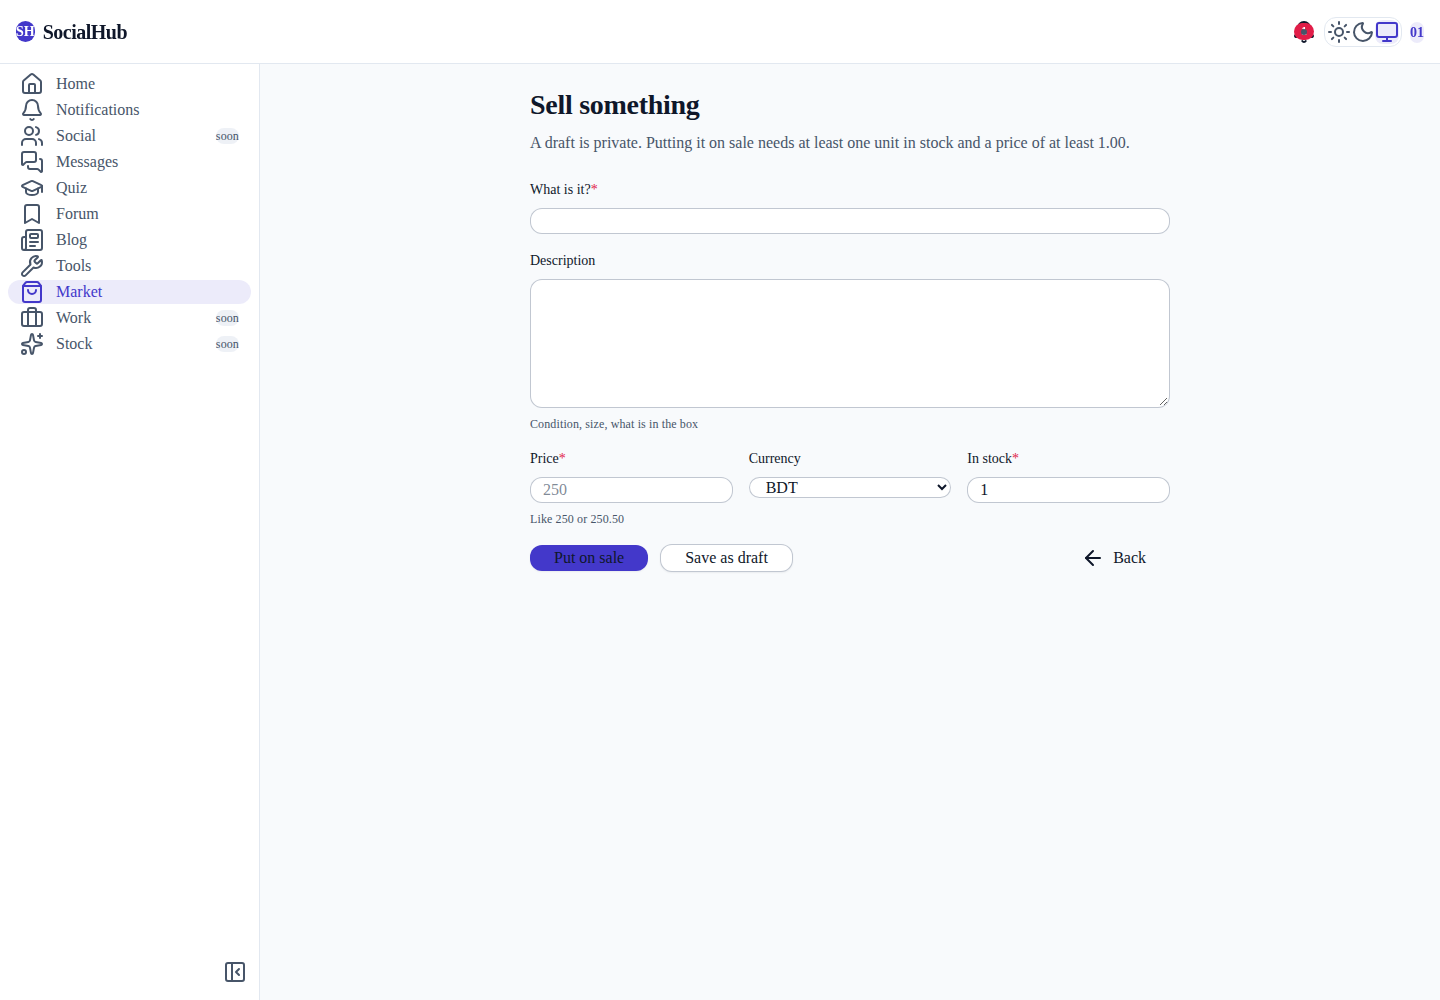 SH SocialHub
01
Home
Notifications
Social soon
Messages
Quiz
Forum
Blog
Tools
Market
Work soon
Stock soon
Sell something
A draft is private. Putting it on sale needs at least one unit in stock and a price of at least 1.00.
What is it?*
Description
Condition, size, what is in the box
Price* Currency In stock*
250 BDT 1
Like 250 or 250.50
Put on sale Save as draft Back